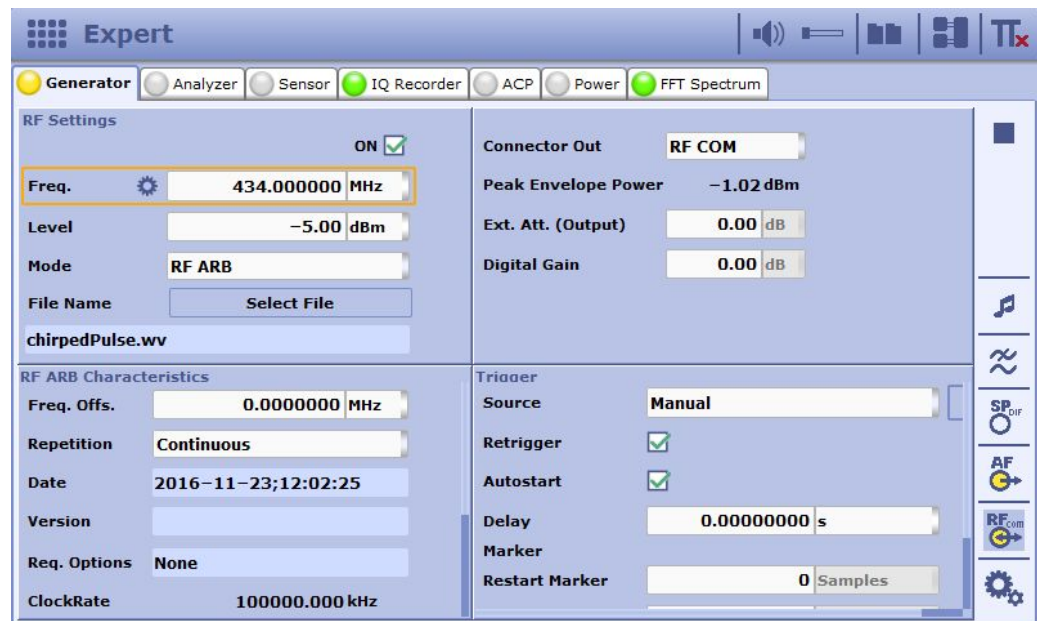 Expert
Generator Analyzer Sensor IQ Recorder ACP Power FFT Spectrum
RF Settings
ON
Freq. 434.000000 MHz
Level −5.00 dBm
Mode RF ARB
File Name Select File
chirpedPulse.wv
Connector Out RF COM
Peak Envelope Power −1.02 dBm
Ext. Att. (Output) 0.00 dB
Digital Gain 0.00 dB
RF ARB Characteristics
Freq. Offs. 0.0000000 MHz
Repetition Continuous
Date 2016−11−23;12:02:25
Version
Req. Options None
ClockRate 100000.000 kHz
Trigger
Source Manual
Retrigger
Autostart
Delay 0.00000000 s
Marker
Restart Marker 0 Samples
SP DIF
AF
RF com